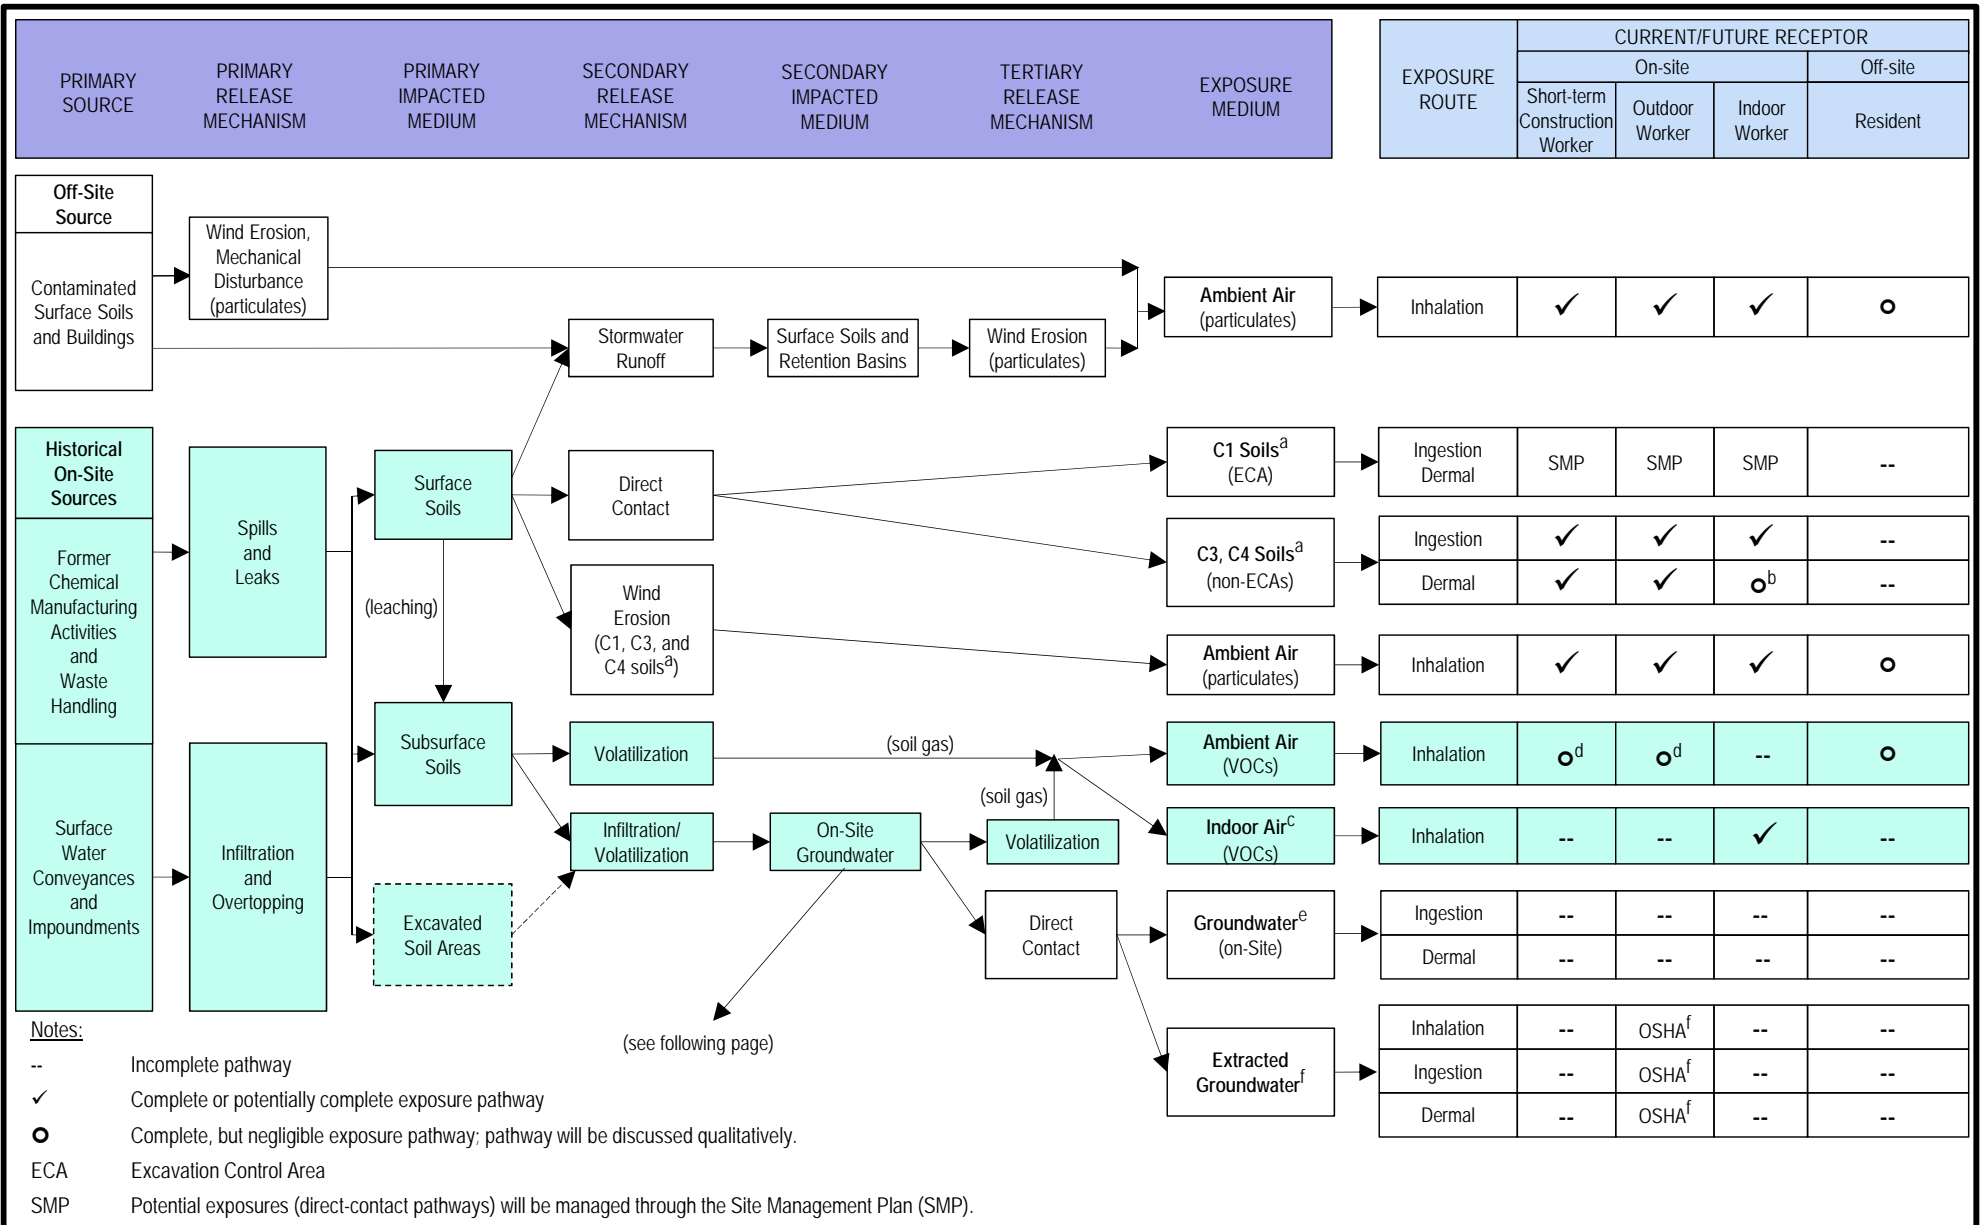 PRIMARY
SOURCE
PRIMARY
RELEASE
MECHANISM
PRIMARY
IMPACTED
MEDIUM
SECONDARY
RELEASE
MECHANISM
SECONDARY
IMPACTED
MEDIUM
TERTIARY
RELEASE
MECHANISM
EXPOSURE
MEDIUM
EXPOSURE
ROUTE
CURRENT/FUTURE RECEPTOR
On-site
Off-site
Short-term
Construction
Worker
Outdoor
Worker
Indoor
Worker
Resident
Off-Site
Source
Contaminated
Surface Soils
and Buildings
Wind Erosion,
Mechanical
Disturbance
(particulates)
Stormwater
Runoff
Surface Soils and
Retention Basins
Wind Erosion
(particulates)
Ambient Air
(particulates)
Inhalation ✓ ✓ ✓ o
Historical
On-Site
Sources
Former
Chemical
Manufacturing
Activities
and
Waste
Handling
Surface
Water
Conveyances
and
Impoundments
Spills
and
Leaks
Infiltration
and
Overtopping
Surface
Soils
(leaching)
Subsurface
Soils
Excavated
Soil Areas
Direct
Contact
Wind
Erosion
(C1, C3, and
C4 soils^a)
Volatilization
Infiltration/
Volatilization
(soil gas)
On-Site
Groundwater
(soil gas)
Volatilization
Direct
Contact
(see following page)
C1 Soils^a
(ECA)
Ingestion
Dermal
SMP SMP SMP --
C3, C4 Soils^a
(non-ECAs)
Ingestion ✓ ✓ ✓ --
Dermal ✓ ✓ o^b --
Ambient Air
(particulates)
Inhalation ✓ ✓ ✓ o
Ambient Air
(VOCs)
Inhalation o^d o^d -- o
Indoor Air^c
(VOCs)
Inhalation -- -- ✓ --
Groundwater^e
(on-Site)
Ingestion -- -- -- --
Dermal -- -- -- --
Extracted
Groundwater^f
Inhalation -- OSHA^f -- --
Ingestion -- OSHA^f -- --
Dermal -- OSHA^f -- --
Notes:
-- Incomplete pathway
✓ Complete or potentially complete exposure pathway
o Complete, but negligible exposure pathway; pathway will be discussed qualitatively.
ECA Excavation Control Area
SMP Potential exposures (direct-contact pathways) will be managed through the Site Management Plan (SMP).